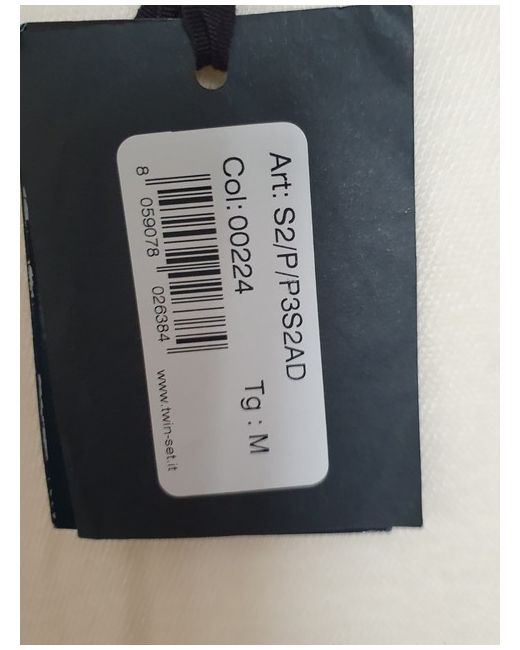 Art: S2/P/P3S2AD
Col: 00224 Tg : M
8 059078 026384
www.twin-set.it